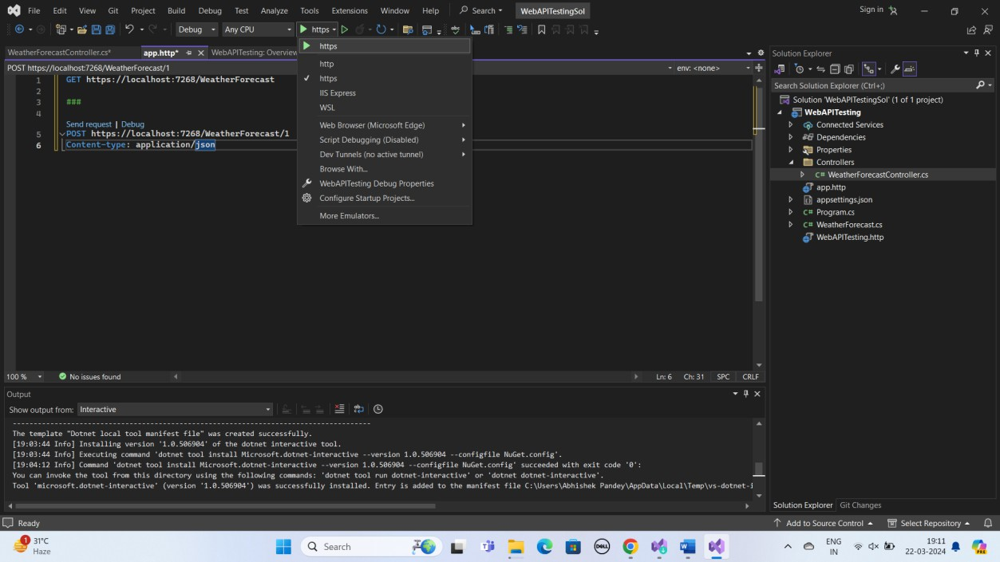 File Edit View Git Project Build Debug Test Analyze Tools Extensions Window Help Search WebAPITestingSol Sign in
Debug Any CPU https
WeatherForecastController.cs* app.http* WebAPITesting: Overview
POST https://localhost:7268/WeatherForecast/1 env: <none>
1 GET https://localhost:7268/WeatherForecast
2
3 ###
4
Send request | Debug
5 POST https://localhost:7268/WeatherForecast/1
6 Content-type: application/json
https
http
https
IIS Express
WSL
Web Browser (Microsoft Edge)
Script Debugging (Disabled)
Dev Tunnels (no active tunnel)
Browse With...
WebAPITesting Debug Properties
Configure Startup Projects...
More Emulators...
Solution Explorer
Search Solution Explorer (Ctrl+;)
Solution 'WebAPITestingSol' (1 of 1 project)
WebAPITesting
Connected Services
Dependencies
Properties
Controllers
C# WeatherForecastController.cs
app.http
appsettings.json
C# Program.cs
C# WeatherForecast.cs
WebAPITesting.http
100 % No issues found Ln: 6 Ch: 31 SPC CRLF
Output
Show output from: Interactive
----------------------------------------------------------------------
The template "Dotnet local tool manifest file" was created successfully.
[19:03:44 Info] Installing version '1.0.506904' of the dotnet interactive tool.
[19:03:44 Info] Executing command 'dotnet tool install Microsoft.dotnet-interactive --version 1.0.506904 --configfile NuGet.config'.
[19:04:12 Info] Command 'dotnet tool install Microsoft.dotnet-interactive --version 1.0.506904 --configfile NuGet.config' succeeded with exit code '0':
You can invoke the tool from this directory using the following commands: 'dotnet tool run dotnet-interactive' or 'dotnet dotnet-interactive'.
Tool 'microsoft.dotnet-interactive' (version '1.0.506904') was successfully installed. Entry is added to the manifest file C:\Users\Abhishek Pandey\AppData\Local\Temp\vs-dotnet-i
Solution Explorer Git Changes
Ready Add to Source Control Select Repository
1 31°C
Haze
Search
DELL
ENG
IN
19:11
22-03-2024
PRE